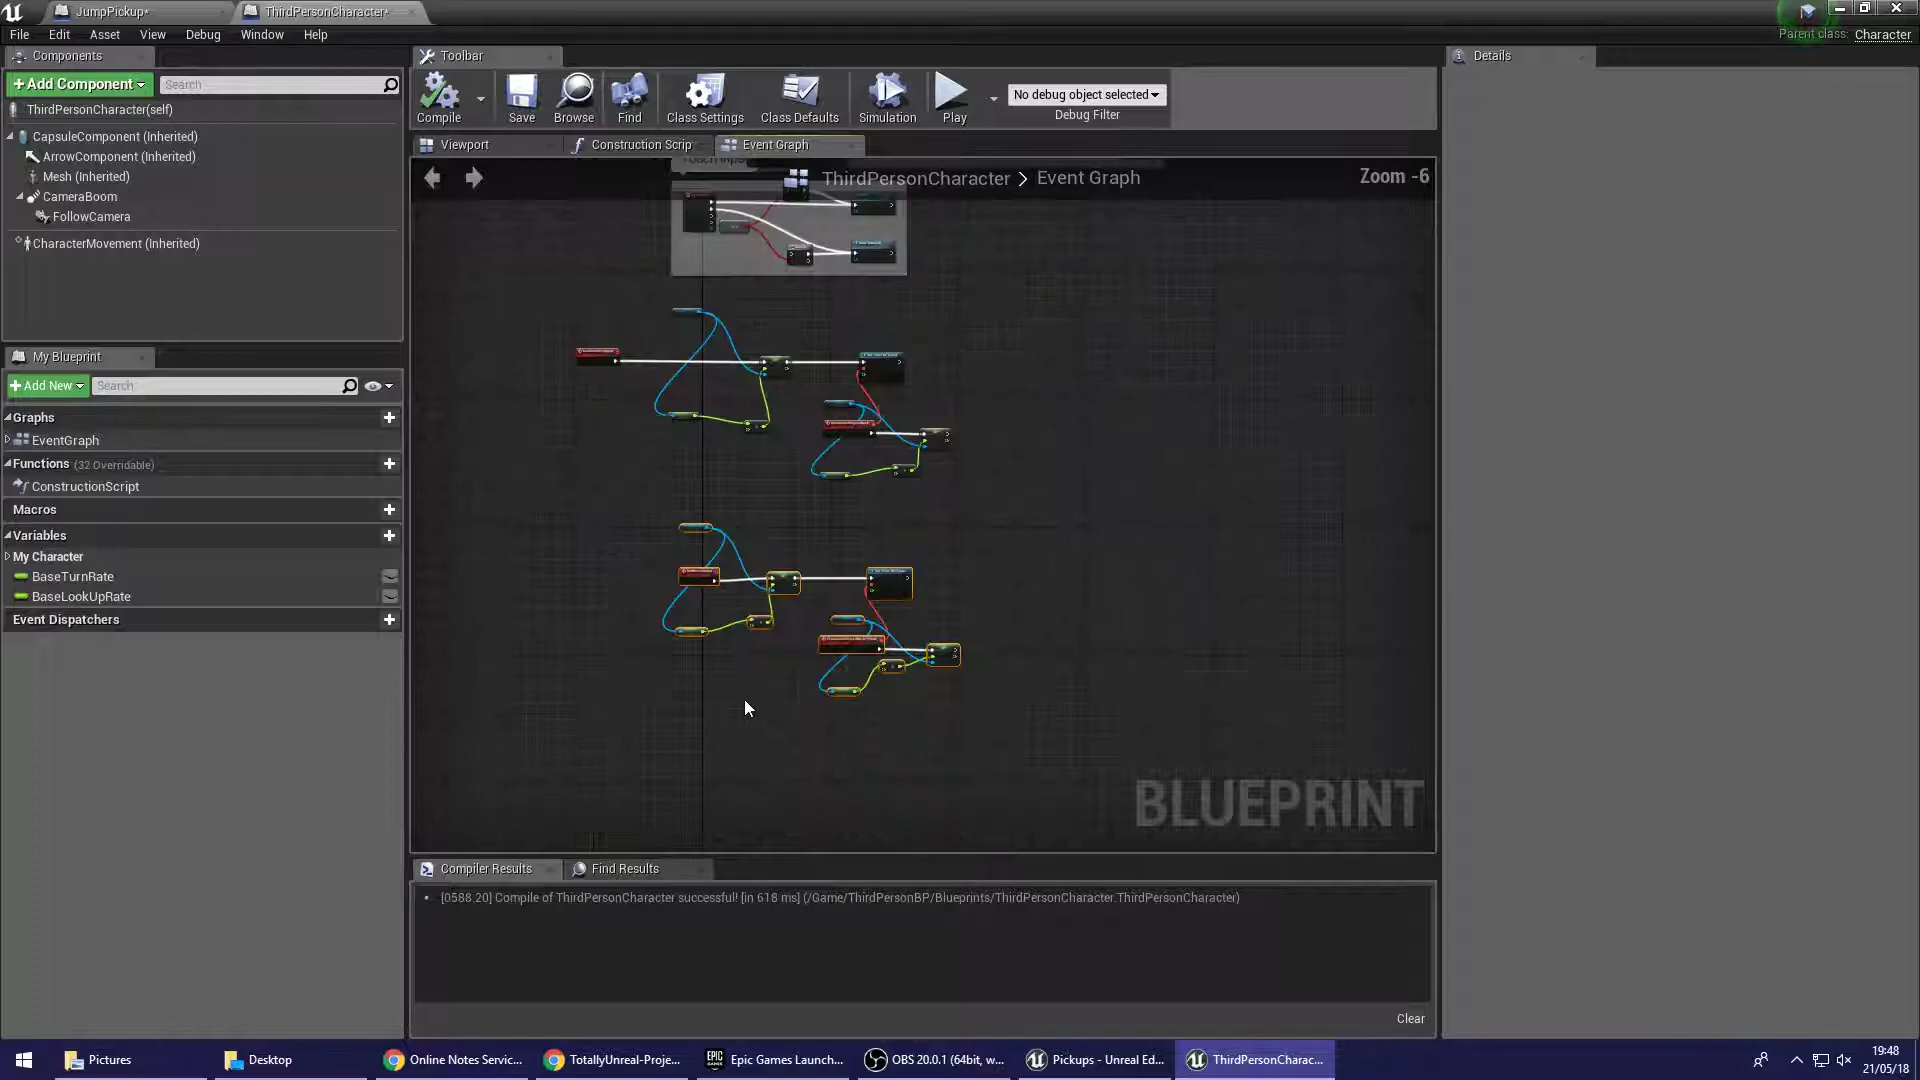 JumpPickup*
ThirdPersonCharacter*
File Edit Asset View Debug Window Help
Parent class: Character
Components
Toolbar
Details
+Add Component
Search
ThirdPersonCharacter(self)
CapsuleComponent (Inherited)
ArrowComponent (Inherited)
Mesh (Inherited)
CameraBoom
FollowCamera
CharacterMovement (Inherited)
Compile
Save
Browse
Find
Class Settings
Class Defaults
Simulation
Play
No debug object selected
Debug Filter
Viewport
Construction Scrip
Event Graph
ThirdPersonCharacter > Event Graph
Zoom -6
My Blueprint
+Add New
Search
Graphs
EventGraph
Functions (32 Overridable)
ConstructionScript
Macros
Variables
My Character
BaseTurnRate
BaseLookUpRate
Event Dispatchers
BLUEPRINT
Compiler Results
Find Results
[0588.20] Compile of ThirdPersonCharacter successful! [in 618 ms] (/Game/ThirdPersonBP/Blueprints/ThirdPersonCharacter.ThirdPersonCharacter)
Clear
Pictures
Desktop
Online Notes Servic...
TotallyUnreal-Proje...
Epic Games Launch...
OBS 20.0.1 (64bit, w...
Pickups - Unreal Ed...
ThirdPersonCharac...
19:48
21/05/18